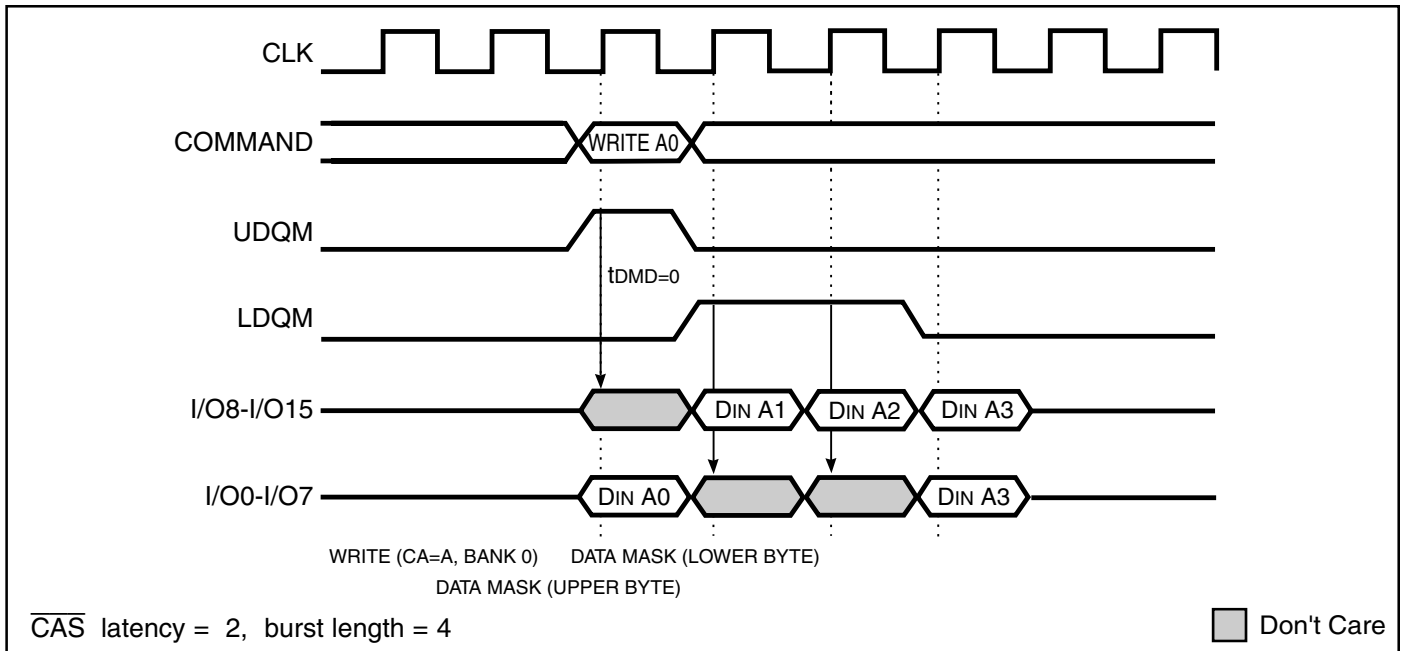 CLK
COMMAND WRITE A0
UDQM
tDMD=0
LDQM
I/O8-I/O15 DIN A1 DIN A2 DIN A3
I/O0-I/O7 DIN A0 DIN A3
WRITE (CA=A, BANK 0) DATA MASK (LOWER BYTE)
DATA MASK (UPPER BYTE)
CAS latency = 2, burst length = 4 Don't Care